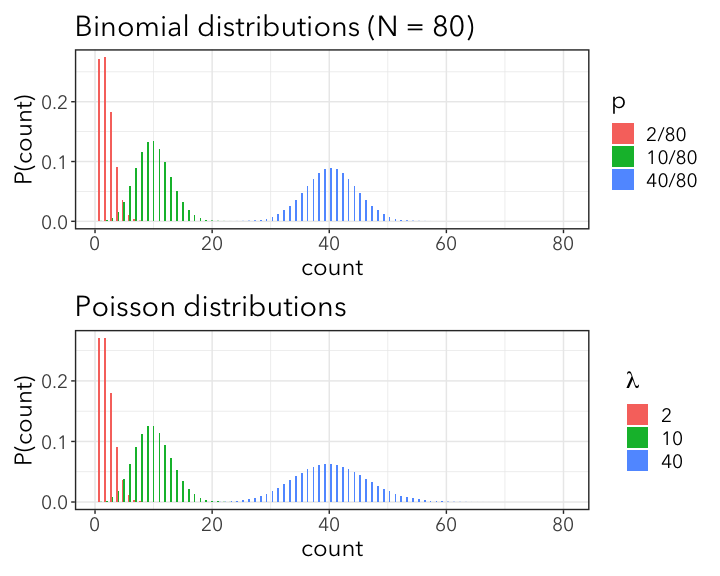 Binomial distributions (N = 80)
P(count)
0.2
0.1
0.0
0 20 40 60 80
count
p
2/80
10/80
40/80
Poisson distributions
P(count)
0.2
0.1
0.0
0 20 40 60 80
count
λ
2
10
40